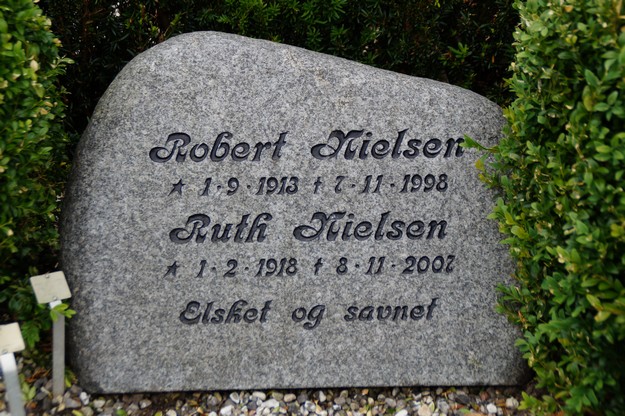 Robert Nielsen
★ 1·9·1913 † 7·11·1998
Ruth Nielsen
★ 1·2·1918 † 8·11·2007
Elsket og savnet